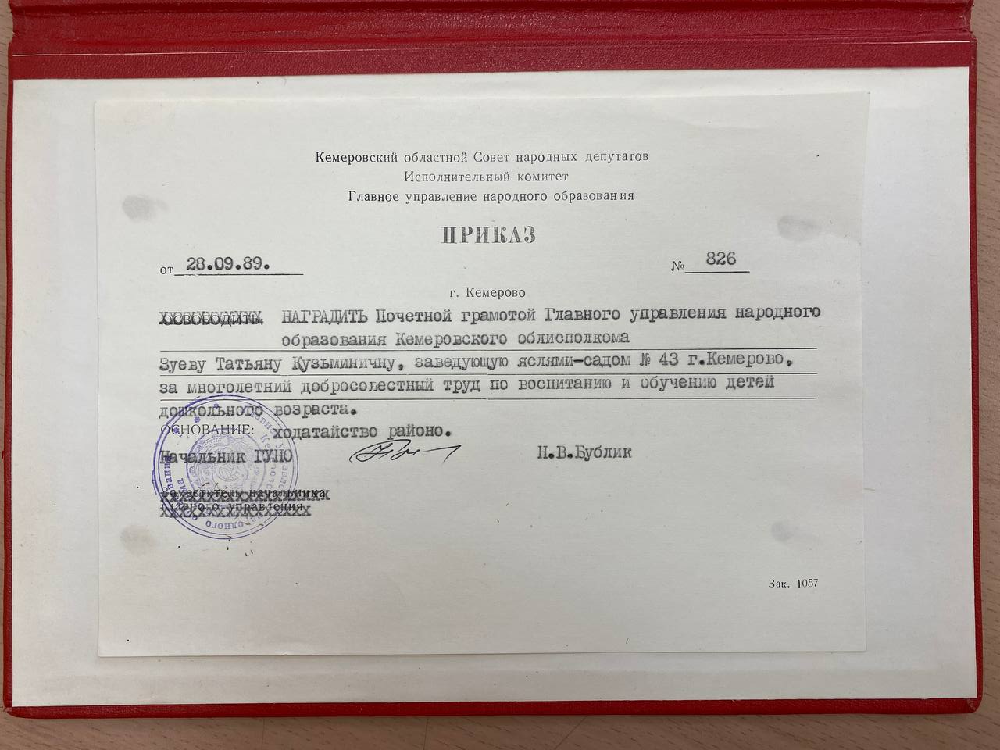 Кемеровский областной Совет народных депутатов
Исполнительный комитет
Главное управление народного образования
ПРИКАЗ
от 28.09.89. № 826
г. Кемерово
ОСВОБОДИТЬ: НАГРАДИТЬ Почетной грамотой Главного управления народного
образования Кемеровского облисполкома
Зуеву Татьяну Кузьминичну, заведующую яслями-садом № 43 г.Кемерово,
за многолетний добросовестный труд по воспитанию и обучению детей
дошкольного возраста.
ОСНОВАНИЕ: ходатайство районо.
Начальник ГУНО Н.В.Бублик
Заместитель начальника
главного управления
Зак. 1057